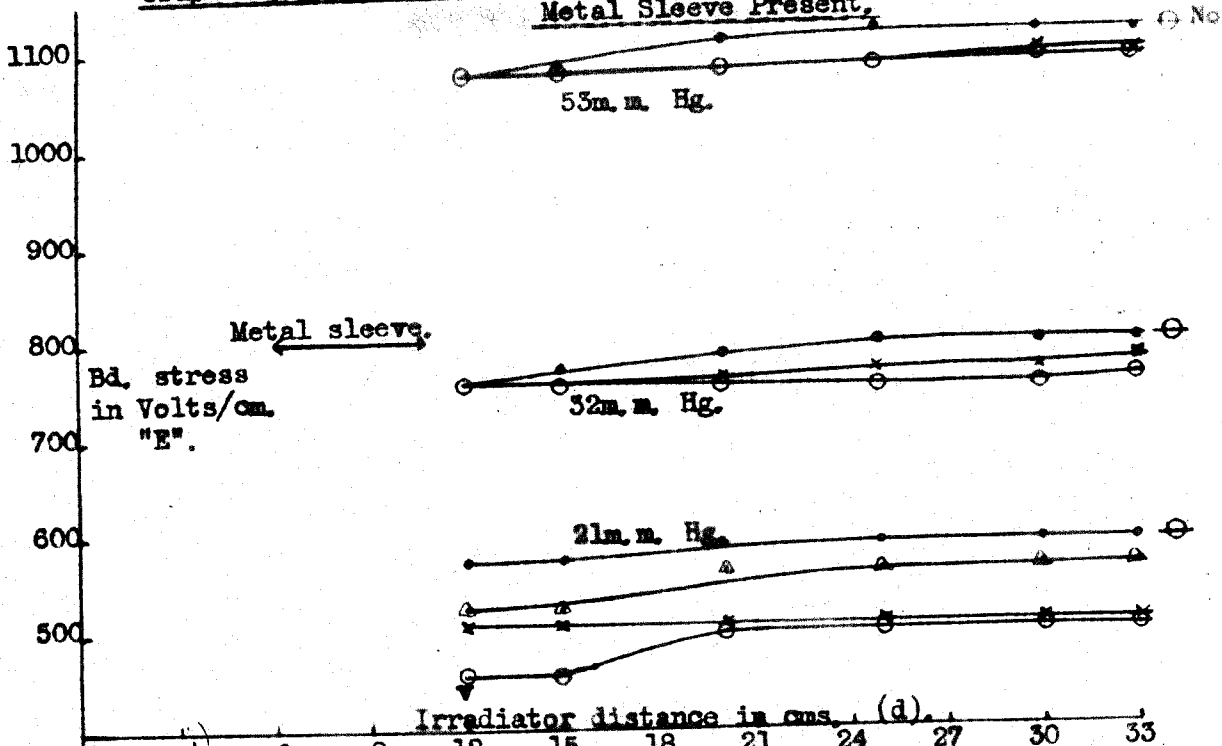 Metal Sleeve Present.
No
1100
53m.m. Hg.
1000
900
Metal sleeve.
800
Bd. stress
in Volts/cm.
"E".
32m.m. Hg.
700
21m.m. Hg.
600
500
Irradiator distance in cms. (d).
12 15 18 21 24 27 30 33